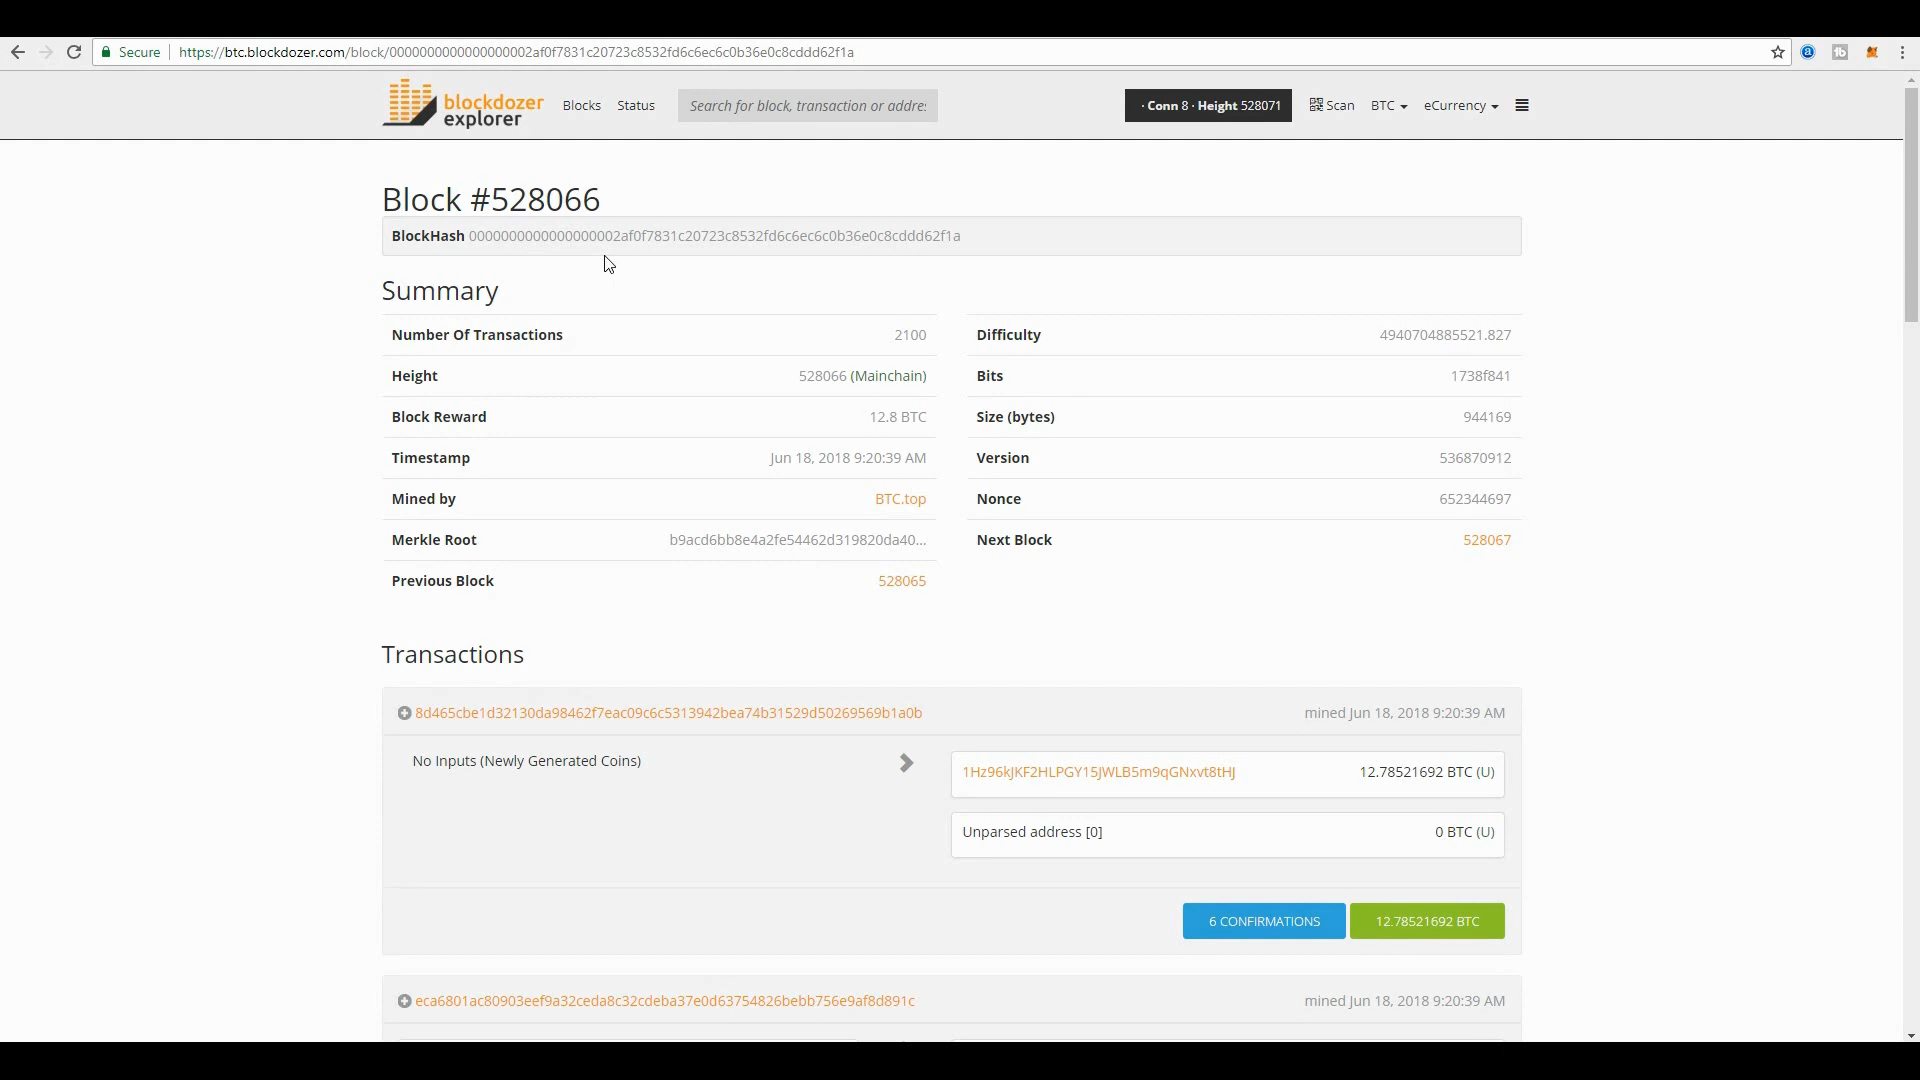 Secure https://btc.blockdozer.com/block/0000000000000000002af0f7831c20723c8532fd6c6ec6c0b36e0c8cddd62f1a
blockdozer explorer Blocks Status Search for block, transaction or addre: · Conn 8 · Height 528071 Scan BTC eCurrency
Block #528066
BlockHash 0000000000000000002af0f7831c20723c8532fd6c6ec6c0b36e0c8cddd62f1a
Summary
Number Of Transactions 2100
Height 528066 (Mainchain)
Block Reward 12.8 BTC
Timestamp Jun 18, 2018 9:20:39 AM
Mined by BTC.top
Merkle Root b9acd6bb8e4a2fe54462d319820da40...
Previous Block 528065
Difficulty 4940704885521.827
Bits 1738f841
Size (bytes) 944169
Version 536870912
Nonce 652344697
Next Block 528067
Transactions
8d465cbe1d32130da98462f7eac09c6c5313942bea74b31529d50269569b1a0b mined Jun 18, 2018 9:20:39 AM
No Inputs (Newly Generated Coins)
1Hz96kJKF2HLPGY15JWLB5m9qGNxvt8tHJ 12.78521692 BTC (U)
Unparsed address [0] 0 BTC (U)
6 CONFIRMATIONS 12.78521692 BTC
eca6801ac80903eef9a32ceda8c32cdeba37e0d63754826bebb756e9af8d891c mined Jun 18, 2018 9:20:39 AM